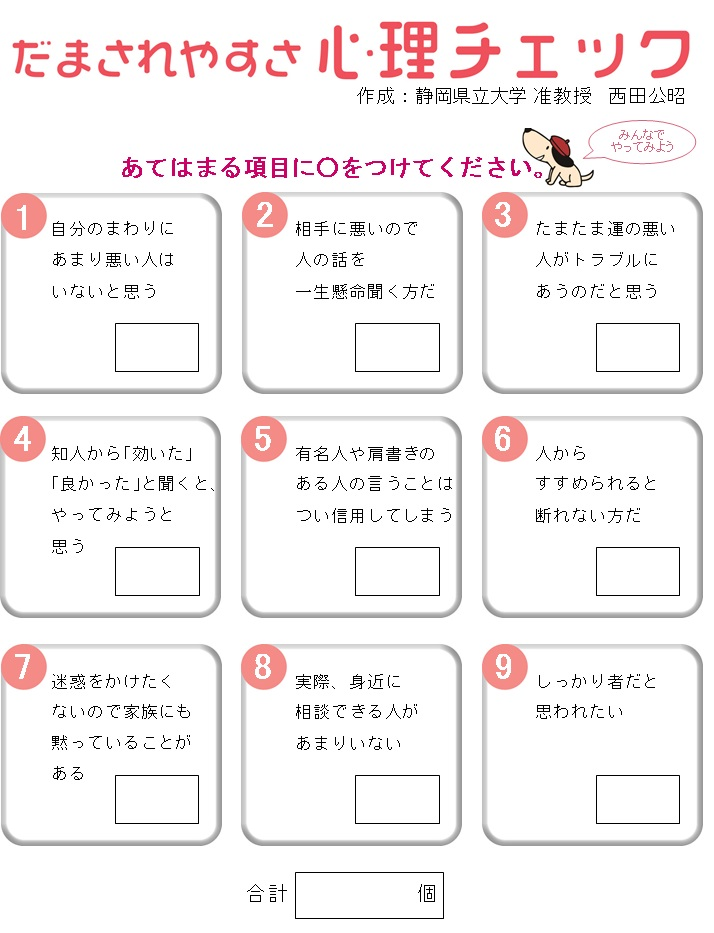 だまされやすさ 心理チェック
作成：静岡県立大学 准教授 西田公昭
みんなで
やってみよう
あてはまる項目に〇をつけてください。
1
自分のまわりに
あまり悪い人は
いないと思う
2
相手に悪いので
人の話を
一生懸命聞く方だ
3
たまたま運の悪い
人がトラブルに
あうのだと思う
4
知人から「効いた」
「良かった」と聞くと、
やってみようと
思う
5
有名人や肩書きの
ある人の言うことは
つい信用してしまう
6
人から
すすめられると
断れない方だ
7
迷惑をかけたく
ないので家族にも
黙っていることが
ある
8
実際、身近に
相談できる人が
あまりいない
9
しっかり者だと
思われたい
合計 個